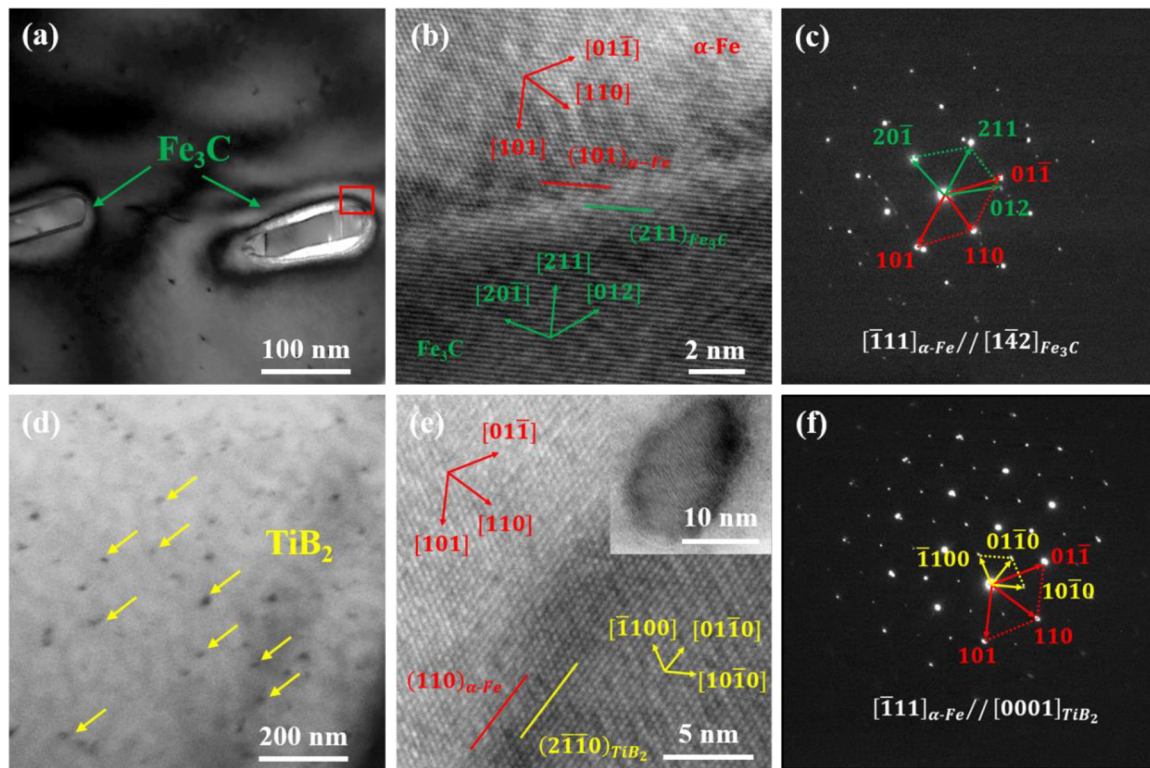 (a)
Fe₃C
100 nm
(b)
[011̅]
α-Fe
[110]
[101]
(101)α−Fe
(211)Fe₃C
[211]
[201̅]
[012]
Fe₃C
2 nm
(c)
201̅
211
011̅
012
101
110
[1̅11]α-Fe// [14̅2]Fe₃C
(d)
TiB₂
200 nm
(e)
[011̅]
[110]
[101]
10 nm
[1̅100]
[011̅0]
[101̅0]
(110)α-Fe
(21̅1̅0)TiB₂
5 nm
(f)
1̅100
011̅0
011̅
101̅0
110
101
[1̅11]α-Fe// [0001]TiB₂